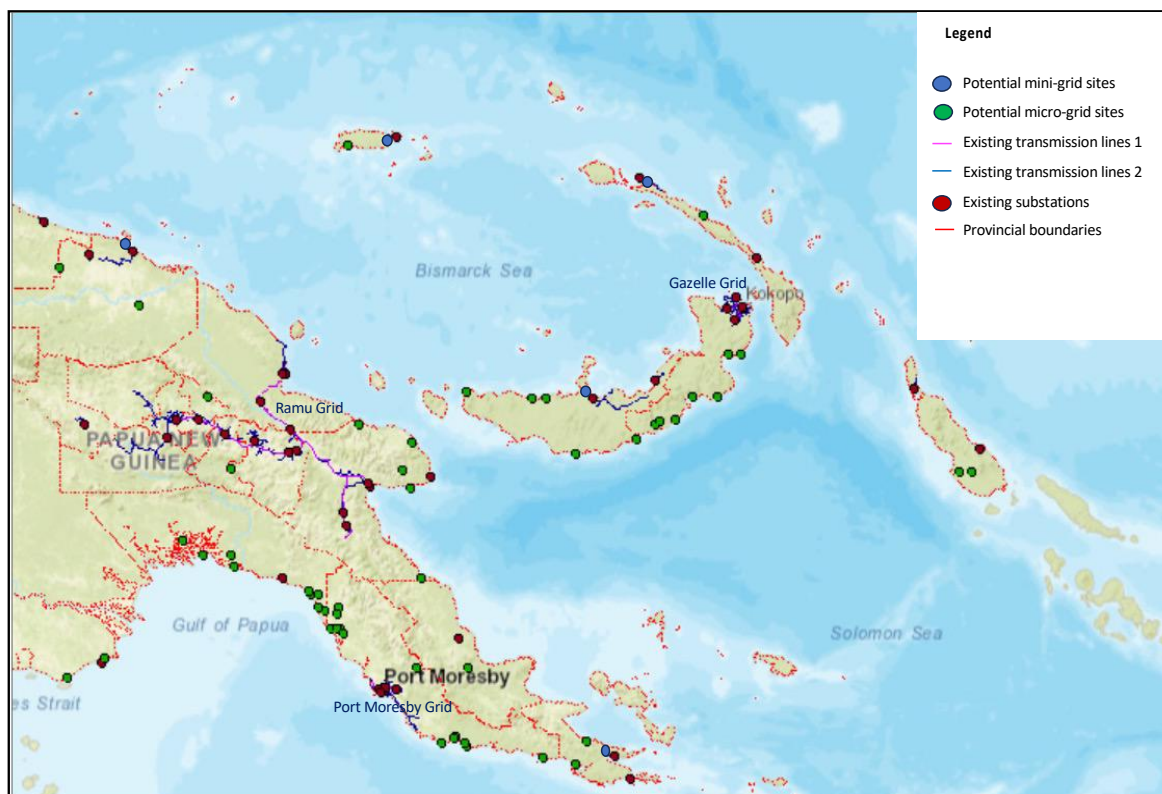 Legend
Potential mini-grid sites
Potential micro-grid sites
Existing transmission lines 1
Existing transmission lines 2
Existing substations
Provincial boundaries
Bismarck Sea
Gazelle Grid
Kokopo
Ramu Grid
PAPUA NEW
GUINEA
Gulf of Papua
Solomon Sea
Port Moresby
Port Moresby Grid
es Strait